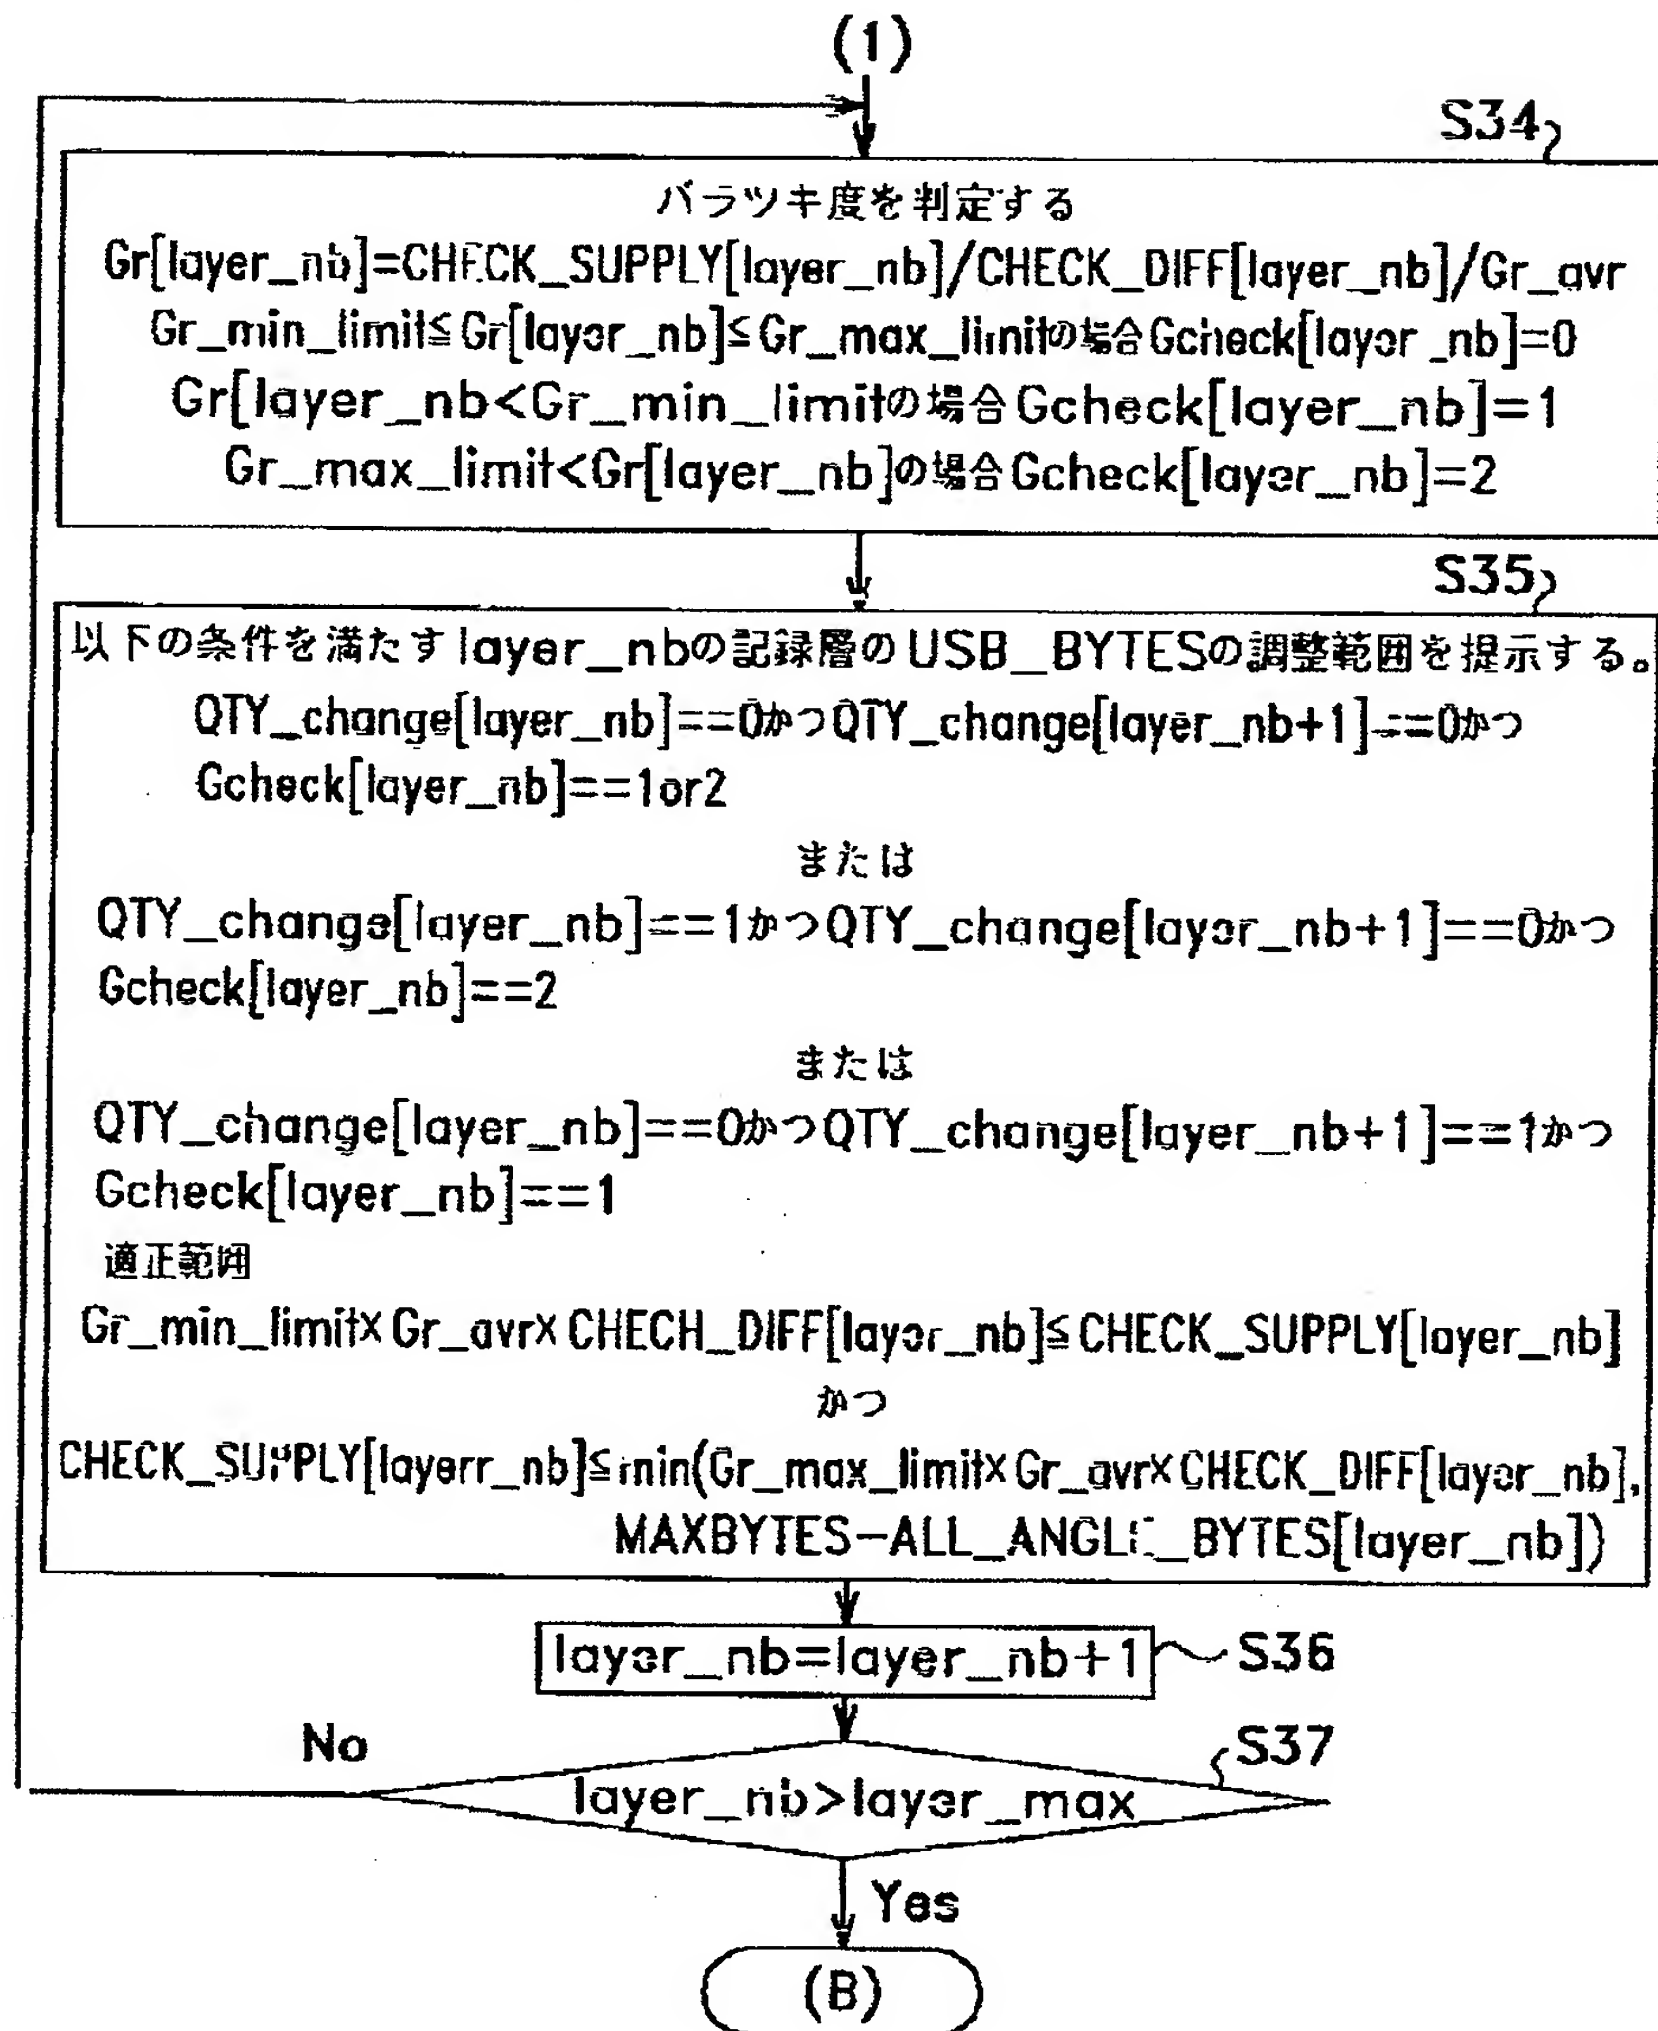 (1)
S34
バラツキ度を判定する
Gr[layer_nb]=CHECK_SUPPLY[layer_nb]/CHECK_DIFF[layer_nb]/Gr_avr
Gr_min_limit≦Gr[layer_nb]≦Gr_max_limitの場合Gcheck[layer_nb]=0
Gr[layer_nb<Gr_min_limitの場合Gcheck[layer_nb]=1
Gr_max_limit<Gr[layer_nb]の場合Gcheck[layer_nb]=2
S35
以下の条件を満たすlayer_nbの記録層のUSB_BYTESの調整範囲を提示する。
QTY_change[layer_nb]==0かつQTY_change[layer_nb+1]==0かつ
Gcheck[layer_nb]==1or2
または
QTY_change[layer_nb]==1かつQTY_change[layer_nb+1]==0かつ
Gcheck[layer_nb]==2
または
QTY_change[layer_nb]==0かつQTY_change[layer_nb+1]==1かつ
Gcheck[layer_nb]==1
適正範囲
Gr_min_limit×Gr_avr×CHECH_DIFF[layer_nb]≦CHECK_SUPPLY[layer_nb]
かつ
CHECK_SUPPLY[layerr_nb]≦min(Gr_max_limit×Gr_avr×CHECK_DIFF[layer_nb],
MAXBYTES-ALL_ANGLE_BYTES[layer_nb])
layer_nb=layer_nb+1
S36
No
S37
layer_nb>layer_max
Yes
(B)